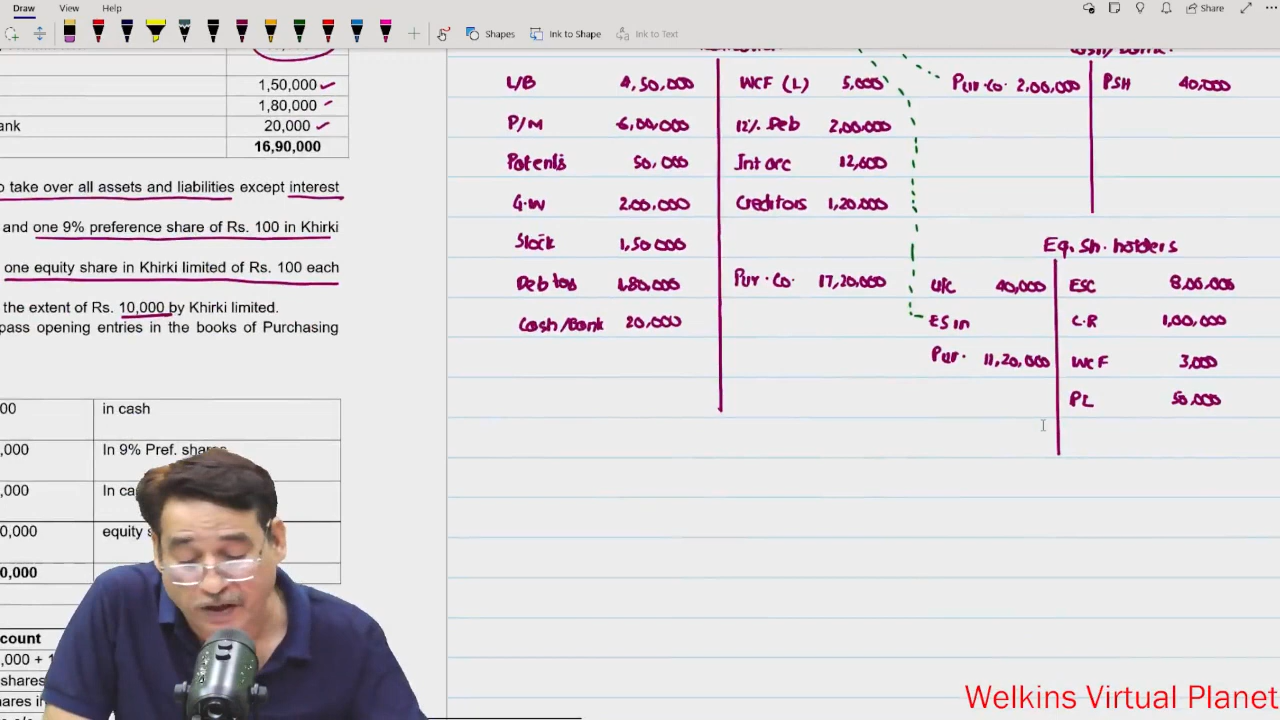 Draw View Help
Share
Shapes Ink to Shape Ink to Text
1,50,000
1,80,000
ank 20,000
16,90,000
o take over all assets and liabilities except interest
and one 9% preference share of Rs. 100 in Khirki
one equity share in Khirki limited of Rs. 100 each
the extent of Rs. 10,000 by Khirki limited.
pass opening entries in the books of Purchasing
00 in cash
,000 In 9% Pref. shares
,000 In ca
0,000 equity s
0,000
count
,000 + 1
shares
ares i
L/B 4,50,000 WCF (L) 5,000
P/M 6,00,000 12% Deb 2,00,000
Patents 50,000 Int acc 12,000
G.W 2,00,000 Creditors 1,20,000
Stock 1,50,000
Debtors 1,80,000 Pur. Co. 17,20,000
Cash/Bank 20,000
Pur. Co. 2,00,000 PSH 40,000
Eq. Sh. holders
40,000 ESC 8,00,000
ES in C.R 1,00,000
Pur. 11,20,000 WCF 3,000
PL 50,000
Welkins Virtual Planet